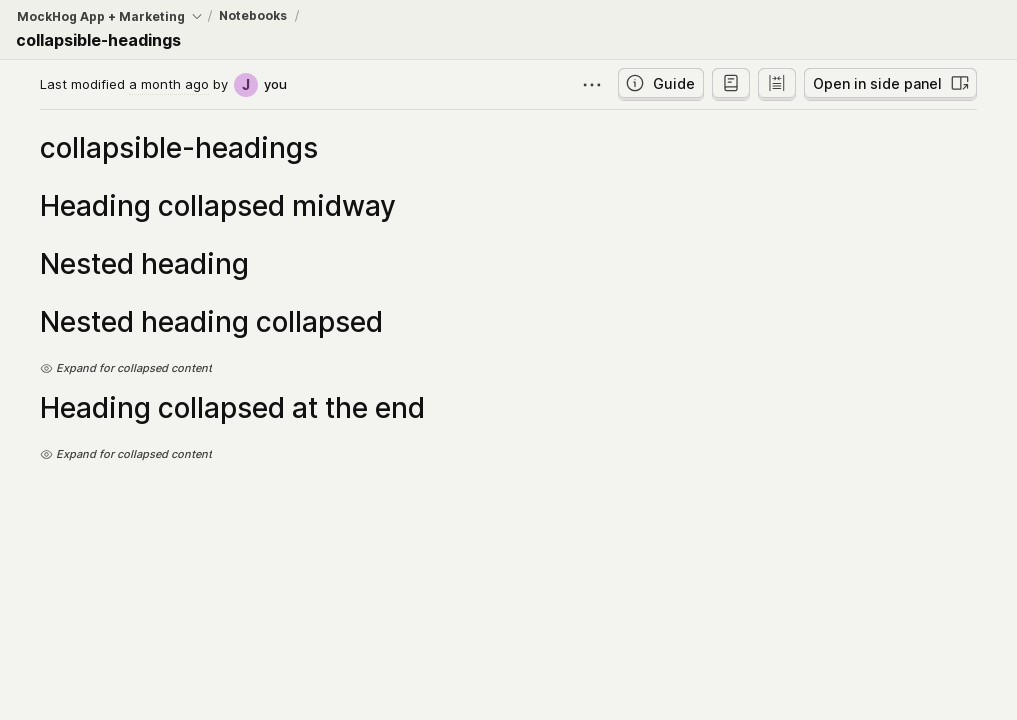 MockHog App + Marketing / Notebooks /
collapsible-headings
Last modified a month ago by J you
Guide
Open in side panel
collapsible-headings
Heading collapsed midway
Nested heading
Nested heading collapsed
Expand for collapsed content
Heading collapsed at the end
Expand for collapsed content